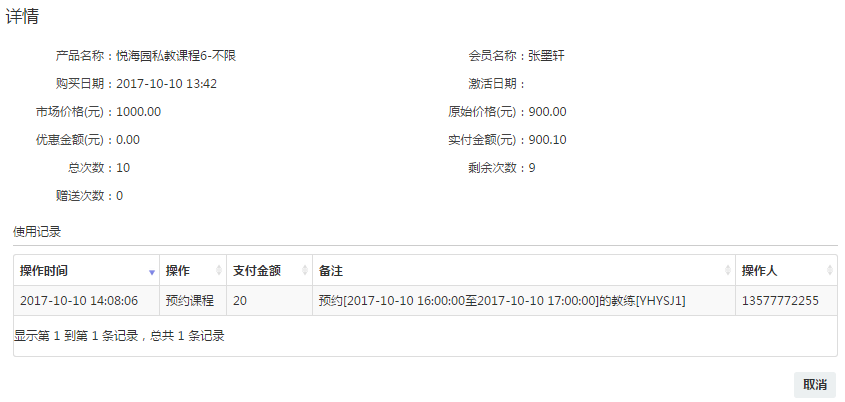 详情
产品名称：悦海园私教课程6-不限 会员名称：张墨轩
购买日期：2017-10-10 13:42 激活日期：
市场价格(元)：1000.00 原始价格(元)：900.00
优惠金额(元)：0.00 实付金额(元)：900.10
总次数：10 剩余次数：9
赠送次数：0
使用记录
操作时间 操作 支付金额 备注 操作人
2017-10-10 14:08:06 预约课程 20 预约[2017-10-10 16:00:00至2017-10-10 17:00:00]的教练[YHYSJ1] 13577772255
显示第 1 到第 1 条记录，总共 1 条记录
取消